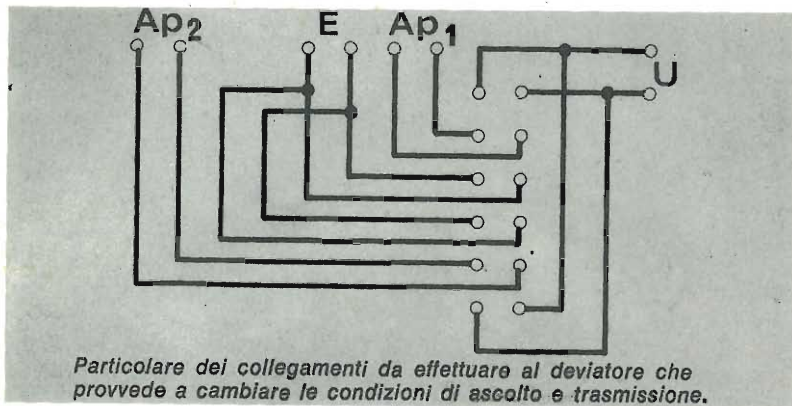 Ap2 E Ap1
U
Particolare dei collegamenti da effettuare al deviatore che
provvede a cambiare le condizioni di ascolto e trasmissione.